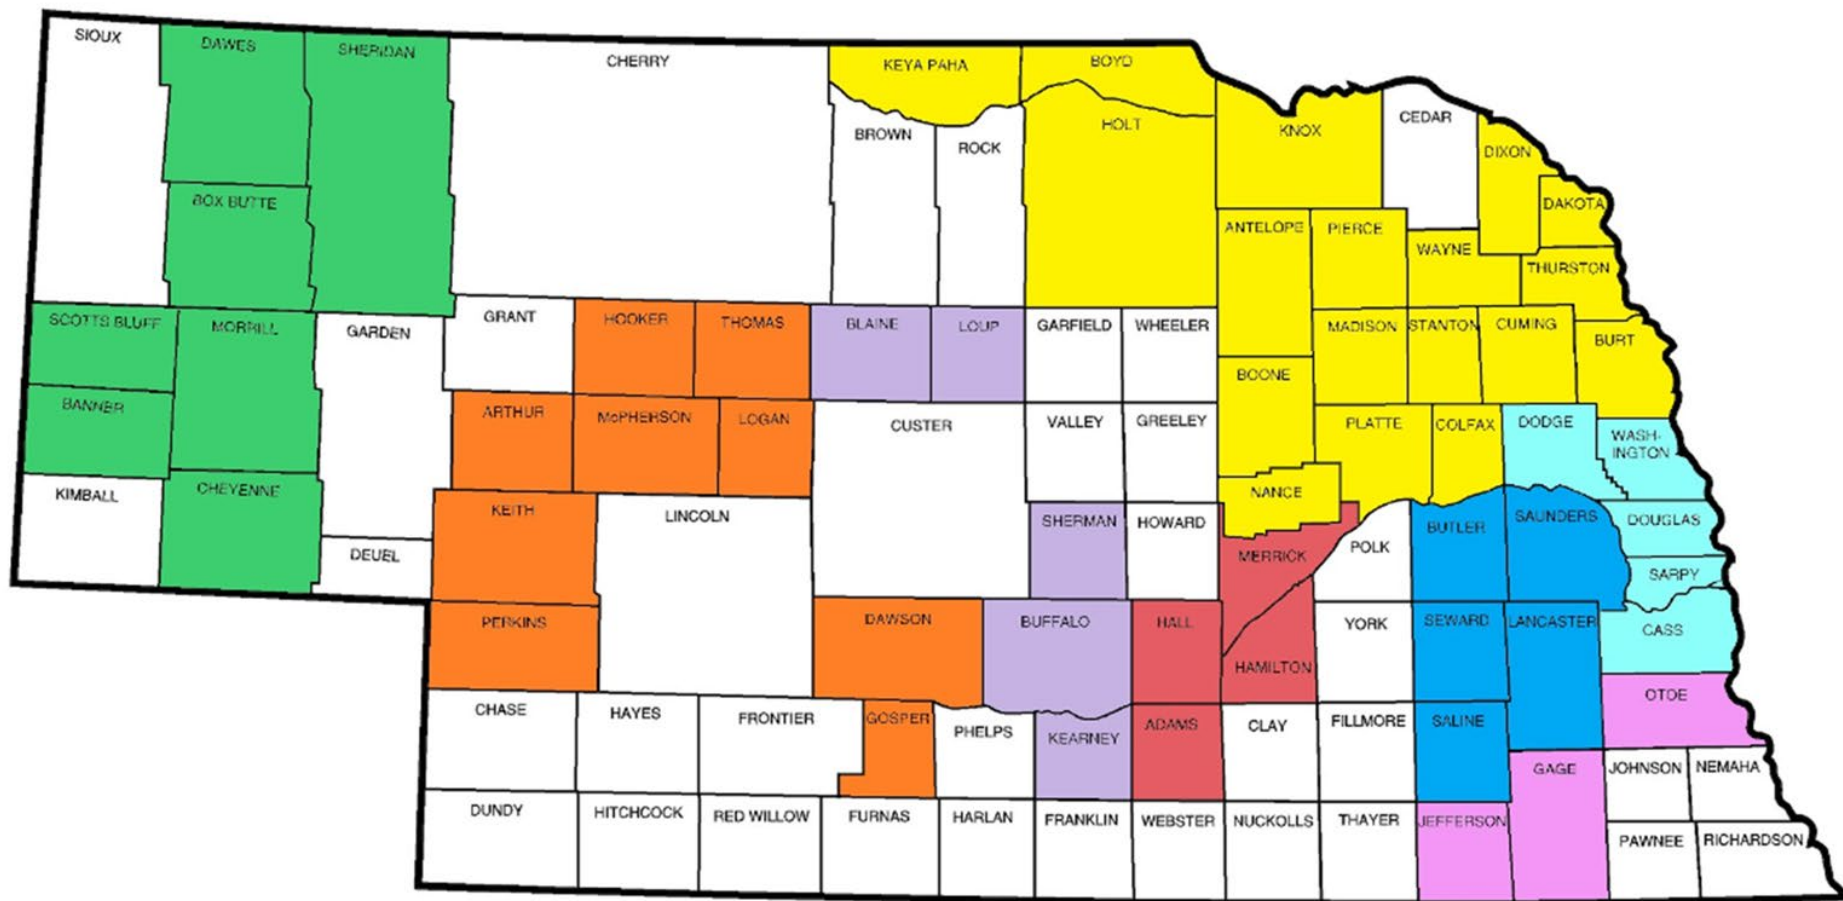 SIOUX
DAWES
SHERIDAN
CHERRY
KEYA PAHA
BOYD
BROWN
ROCK
HOLT
KNOX
CEDAR
DIXON
DAKOTA
BOX BUTTE
ANTELOPE
PIERCE
WAYNE
THURSTON
SCOTTS BLUFF
MORRILL
GARDEN
GRANT
HOOKER
THOMAS
BLAINE
LOUP
GARFIELD
WHEELER
MADISON
STANTON
CUMING
BURT
BANNER
BOONE
ARTHUR
McPHERSON
LOGAN
CUSTER
VALLEY
GREELEY
PLATTE
COLFAX
DODGE
WASH-
INGTON
KIMBALL
CHEYENNE
NANCE
KEITH
LINCOLN
SHERMAN
HOWARD
BUTLER
SAUNDERS
DOUGLAS
DEUEL
MERRICK
POLK
SARPY
PERKINS
DAWSON
BUFFALO
HALL
YORK
SEWARD
LANCASTER
CASS
HAMILTON
OTOE
CHASE
HAYES
FRONTIER
GOSPER
PHELPS
KEARNEY
ADAMS
CLAY
FILLMORE
SALINE
GAGE
JOHNSON
NEMAHA
DUNDY
HITCHCOCK
RED WILLOW
FURNAS
HARLAN
FRANKLIN
WEBSTER
NUCKOLLS
THAYER
JEFFERSON
PAWNEE
RICHARDSON